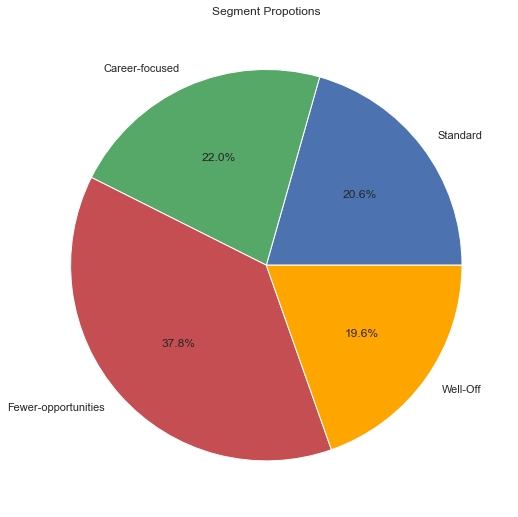 Segment Propotions
Career-focused
Standard
22.0%
20.6%
19.6%
37.8%
Well-Off
Fewer-opportunities